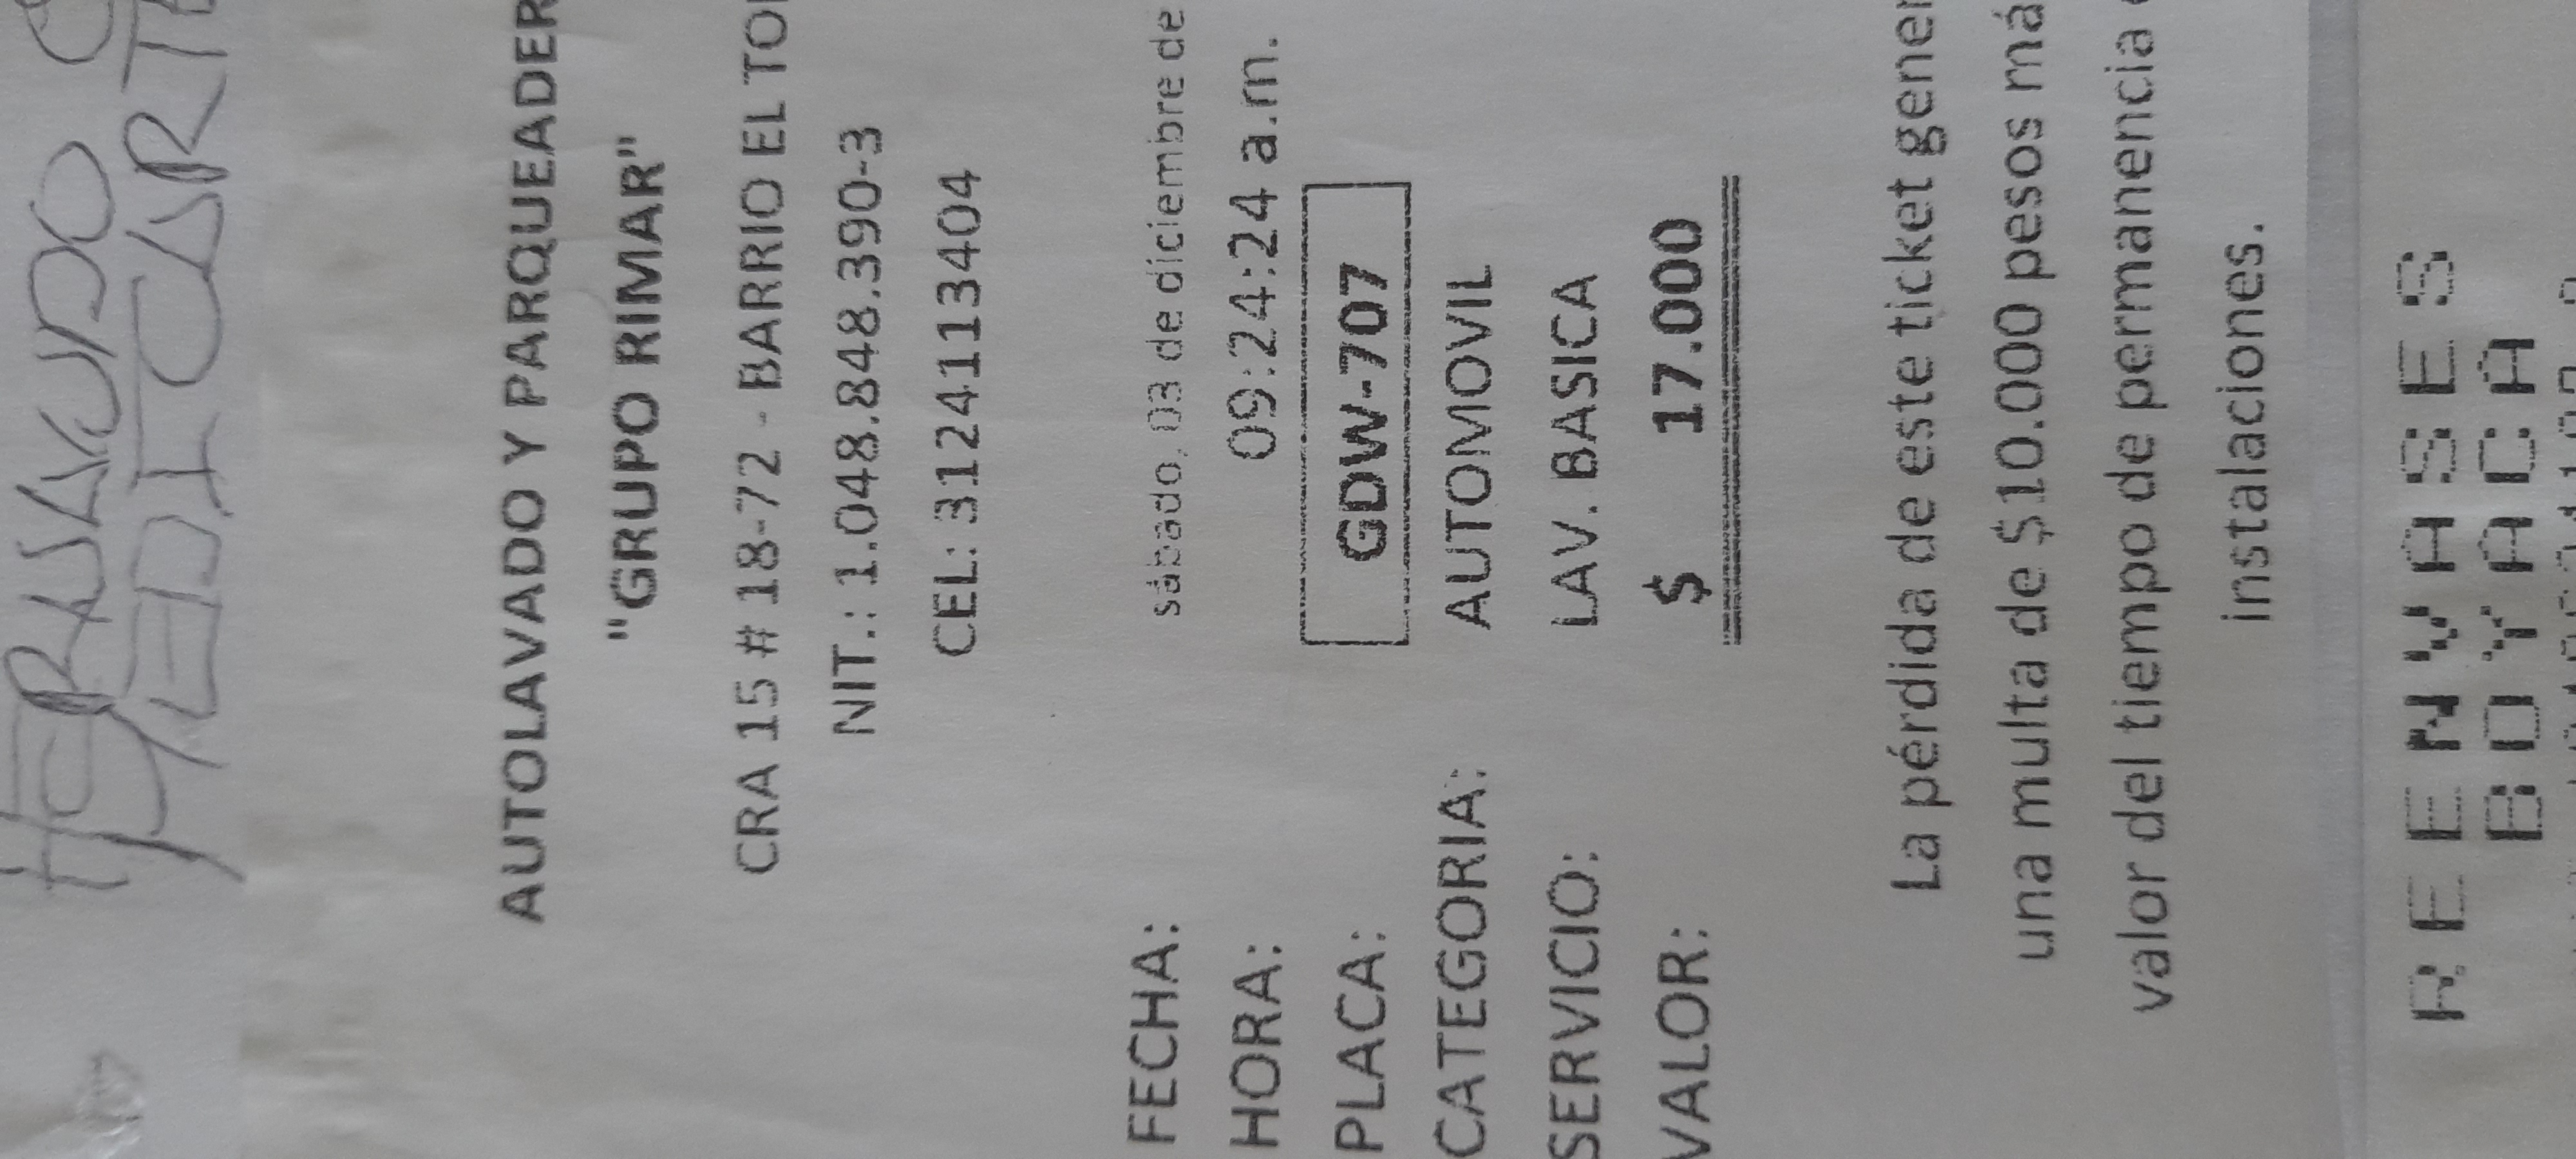 AUTOLAVADO Y PARQUEADER
"GRUPO RIMAR"
CRA 15 # 18-72 - BARRIO EL TO
NIT.: 1.048.848.390-3
CEL: 3124113404
FECHA: sábado, 03 de diciembre de
HORA: 09:24:24 a.m.
PLACA: GDW-707
CATEGORIA: AUTOMOVIL
SERVICIO: LAV. BASICA
VALOR: $ 17.000
La pérdida de este ticket gener
una multa de $10.000 pesos má
valor del tiempo de permanencia
instalaciones.
REENVASES
BOYACA